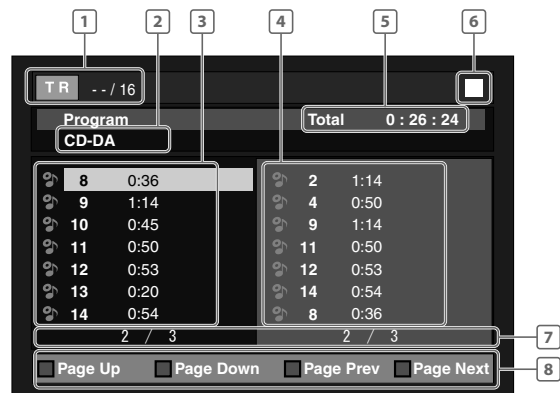 1 2 3 4 5 6
TR --/16
Program Total 0:26:24
CD-DA
8 0:36 2 1:14
9 1:14 4 0:50
10 0:45 9 1:14
11 0:50 11 0:50
12 0:53 12 0:53
13 0:20 14 0:54
14 0:54 8 0:36
2 / 3 2 / 3 7
Page Up Page Down Page Prev Page Next 8